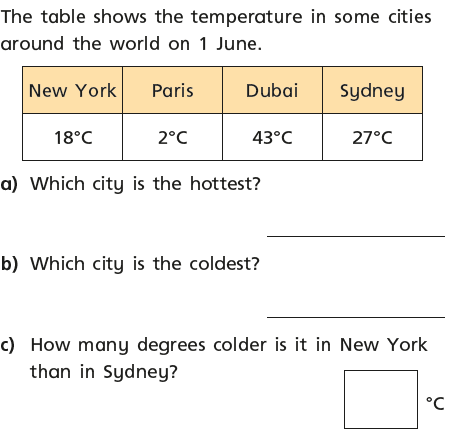 The table shows the temperature in some cities
around the world on 1 June.
New York Paris Dubai Sydney
18°C 2°C 43°C 27°C
a) Which city is the hottest?
b) Which city is the coldest?
c) How many degrees colder is it in New York
than in Sydney?
°C